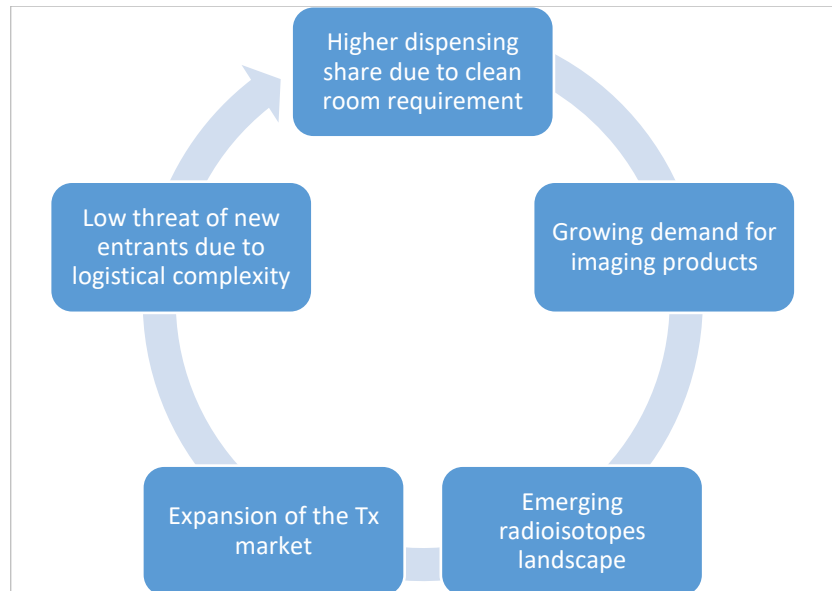 Higher dispensing
share due to clean
room requirement
Growing demand for
imaging products
Emerging
radioisotopes
landscape
Expansion of the Tx
market
Low threat of new
entrants due to
logistical complexity